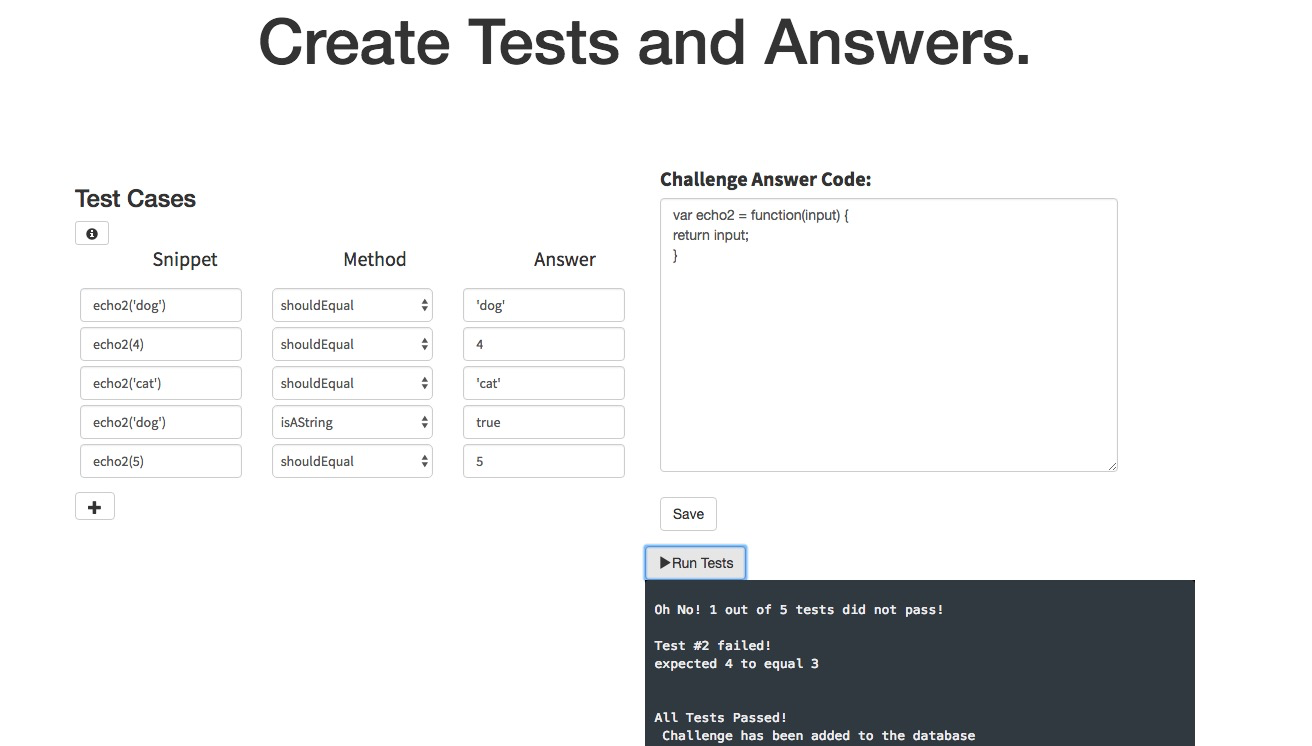 Create Tests and Answers.
Test Cases
Snippet Method Answer
echo2('dog') shouldEqual 'dog'
echo2(4) shouldEqual 4
echo2('cat') shouldEqual 'cat'
echo2('dog') isAString true
echo2(5) shouldEqual 5
Challenge Answer Code:
var echo2 = function(input) {
return input;
}
Save
Run Tests
Oh No! 1 out of 5 tests did not pass!
Test #2 failed!
expected 4 to equal 3
All Tests Passed!
Challenge has been added to the database